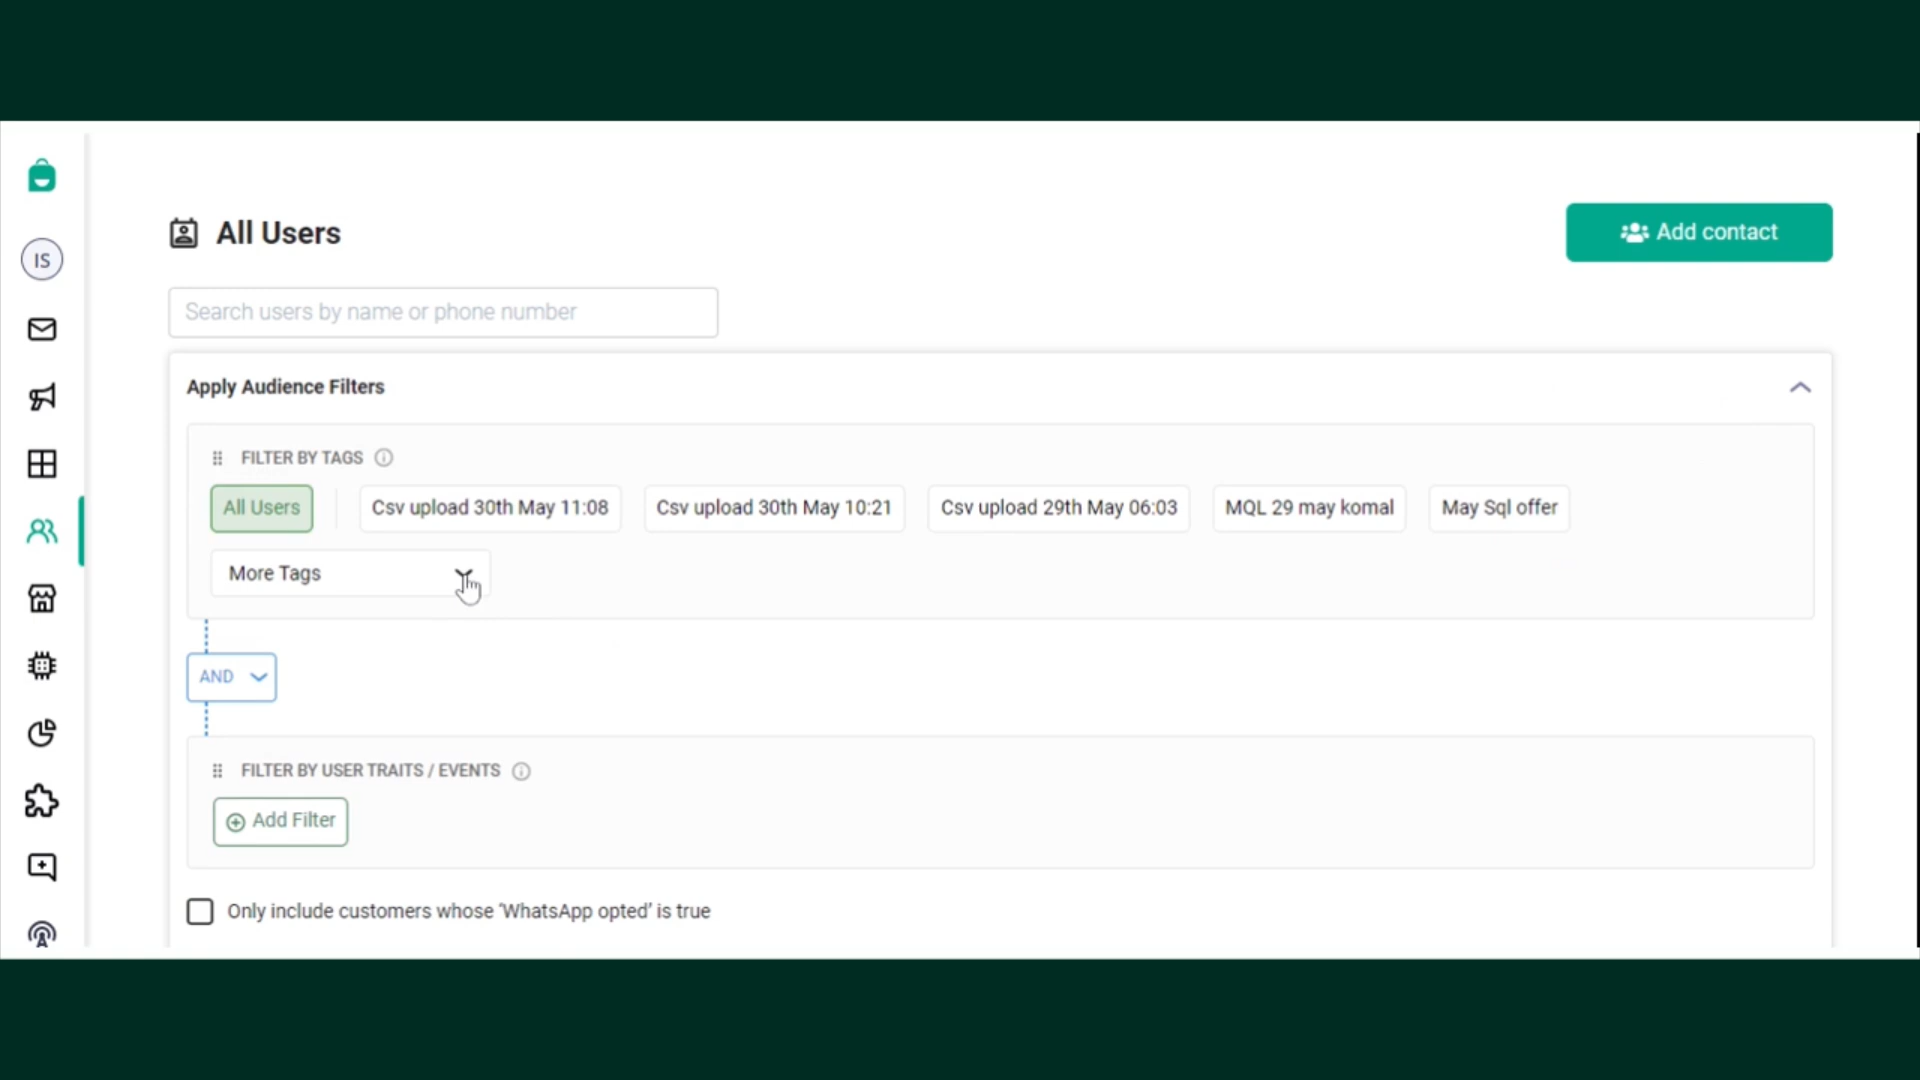 IS
All Users
Add contact
Search users by name or phone number
Apply Audience Filters
FILTER BY TAGS
All Users
Csv upload 30th May 11:08
Csv upload 30th May 10:21
Csv upload 29th May 06:03
MQL 29 may komal
May Sql offer
More Tags
AND
FILTER BY USER TRAITS / EVENTS
Add Filter
Only include customers whose 'WhatsApp opted' is true